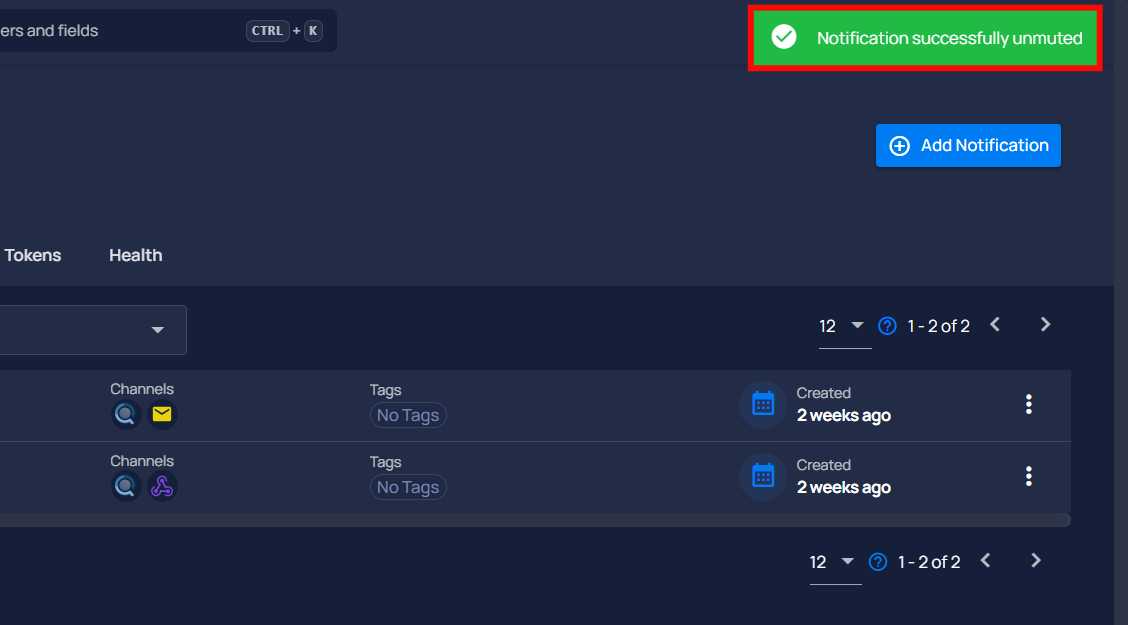 ers and fields
CTRL + K
Notification successfully unmuted
Add Notification
Tokens
Health
12
1 - 2 of 2
Channels
Tags
No Tags
Created
2 weeks ago
Channels
Tags
No Tags
Created
2 weeks ago
12
1 - 2 of 2